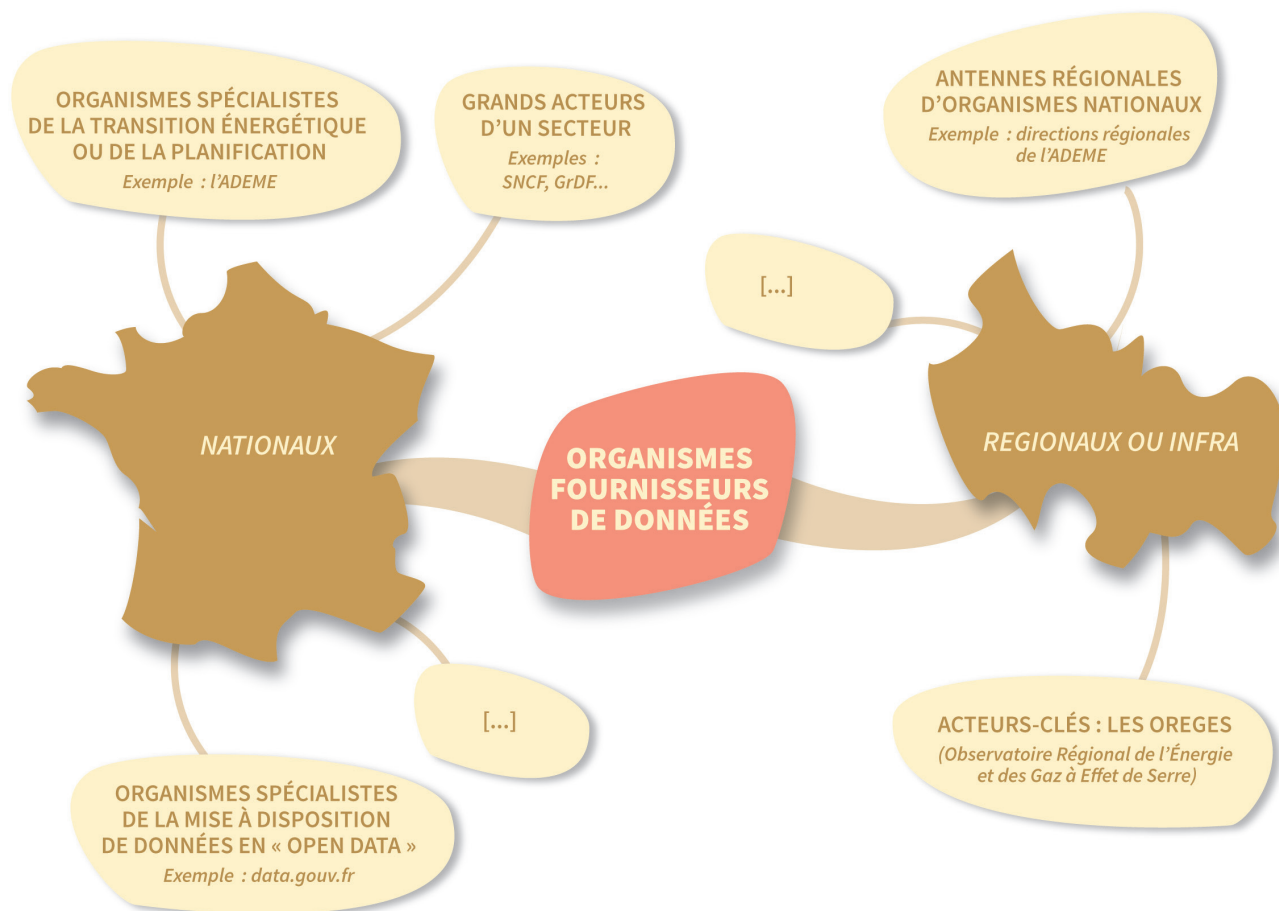 ORGANISMES SPÉCIALISTES
DE LA TRANSITION ÉNERGÉTIQUE
OU DE LA PLANIFICATION
Exemple : l'ADEME
GRANDS ACTEURS
D'UN SECTEUR
Exemples :
SNCF, GrDF...
ANTENNES RÉGIONALES
D'ORGANISMES NATIONAUX
Exemple : directions régionales
de l'ADEME
[...]
NATIONAUX
ORGANISMES
FOURNISSEURS
DE DONNÉES
REGIONAUX OU INFRA
[...]
ORGANISMES SPÉCIALISTES
DE LA MISE À DISPOSITION
DE DONNÉES EN « OPEN DATA »
Exemple : data.gouv.fr
ACTEURS-CLÉS : LES OREGES
(Observatoire Régional de l'Énergie
et des Gaz à Effet de Serre)